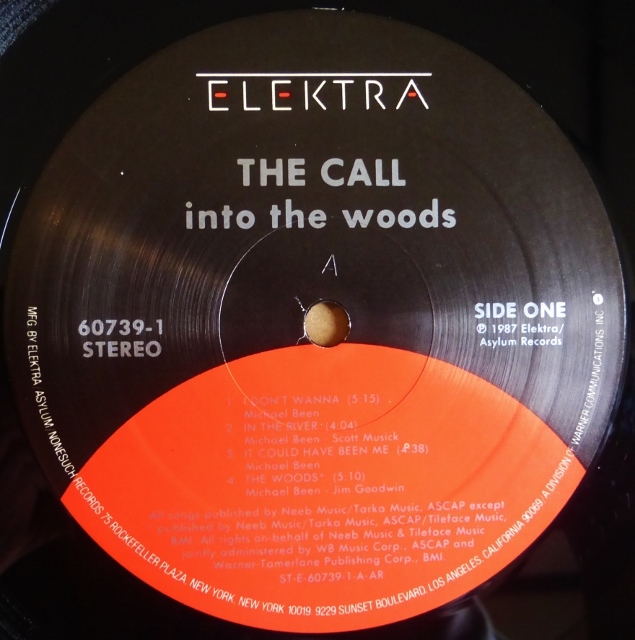 ELEKTRA
THE CALL
into the woods
A
60739-1
STEREO
SIDE ONE
℗ 1987 Elektra/
Asylum Records
1. I DON'T WANNA (5:15)
Michael Been
2. IN THE RIVER (4:04)
Michael Been - Scott Musick
3. IT COULD HAVE BEEN ME (4:38)
Michael Been
4. THE WOODS* (5:10)
Michael Been - Jim Goodwin
All songs published by Neeb Music/Tarka Music, ASCAP except
*published by Neeb Music/Tarka Music, ASCAP/Tileface Music,
BMI. All rights on behalf of Neeb Music & Tileface Music
jointly administered by WB Music Corp., ASCAP and
Warner-Tamerlane Publishing Corp., BMI.
ST-E-60739-1-A-AR
MFG. BY ELEKTRA, ASYLUM, NONESUCH RECORDS 75 ROCKEFELLER PLAZA, NEW YORK, NEW YORK 10019. 9229 SUNSET BOULEVARD, LOS ANGELES, CALIFORNIA 90069. A DIVISION OF WARNER COMMUNICATIONS INC.